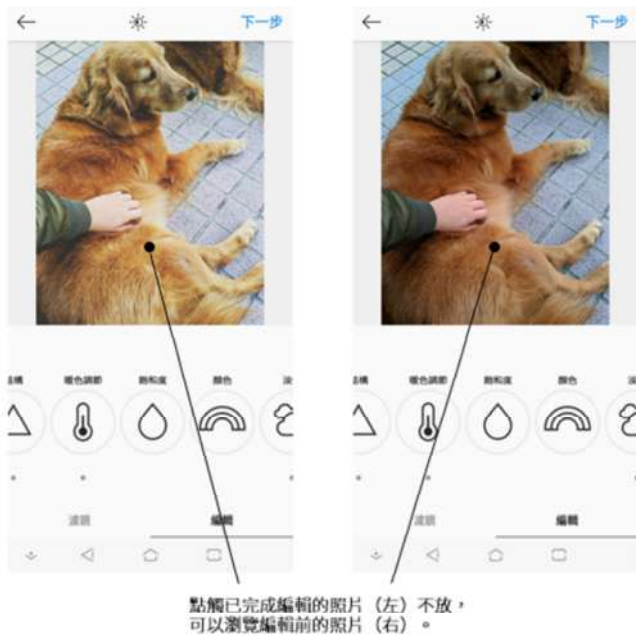 下一步
下一步
結構 暖色調節 飽和度 顏色
暖色調節 飽和度 顏色
濾鏡 編輯
濾鏡 編輯
點觸已完成編輯的照片（左）不放，
可以瀏覽編輯前的照片（右）。